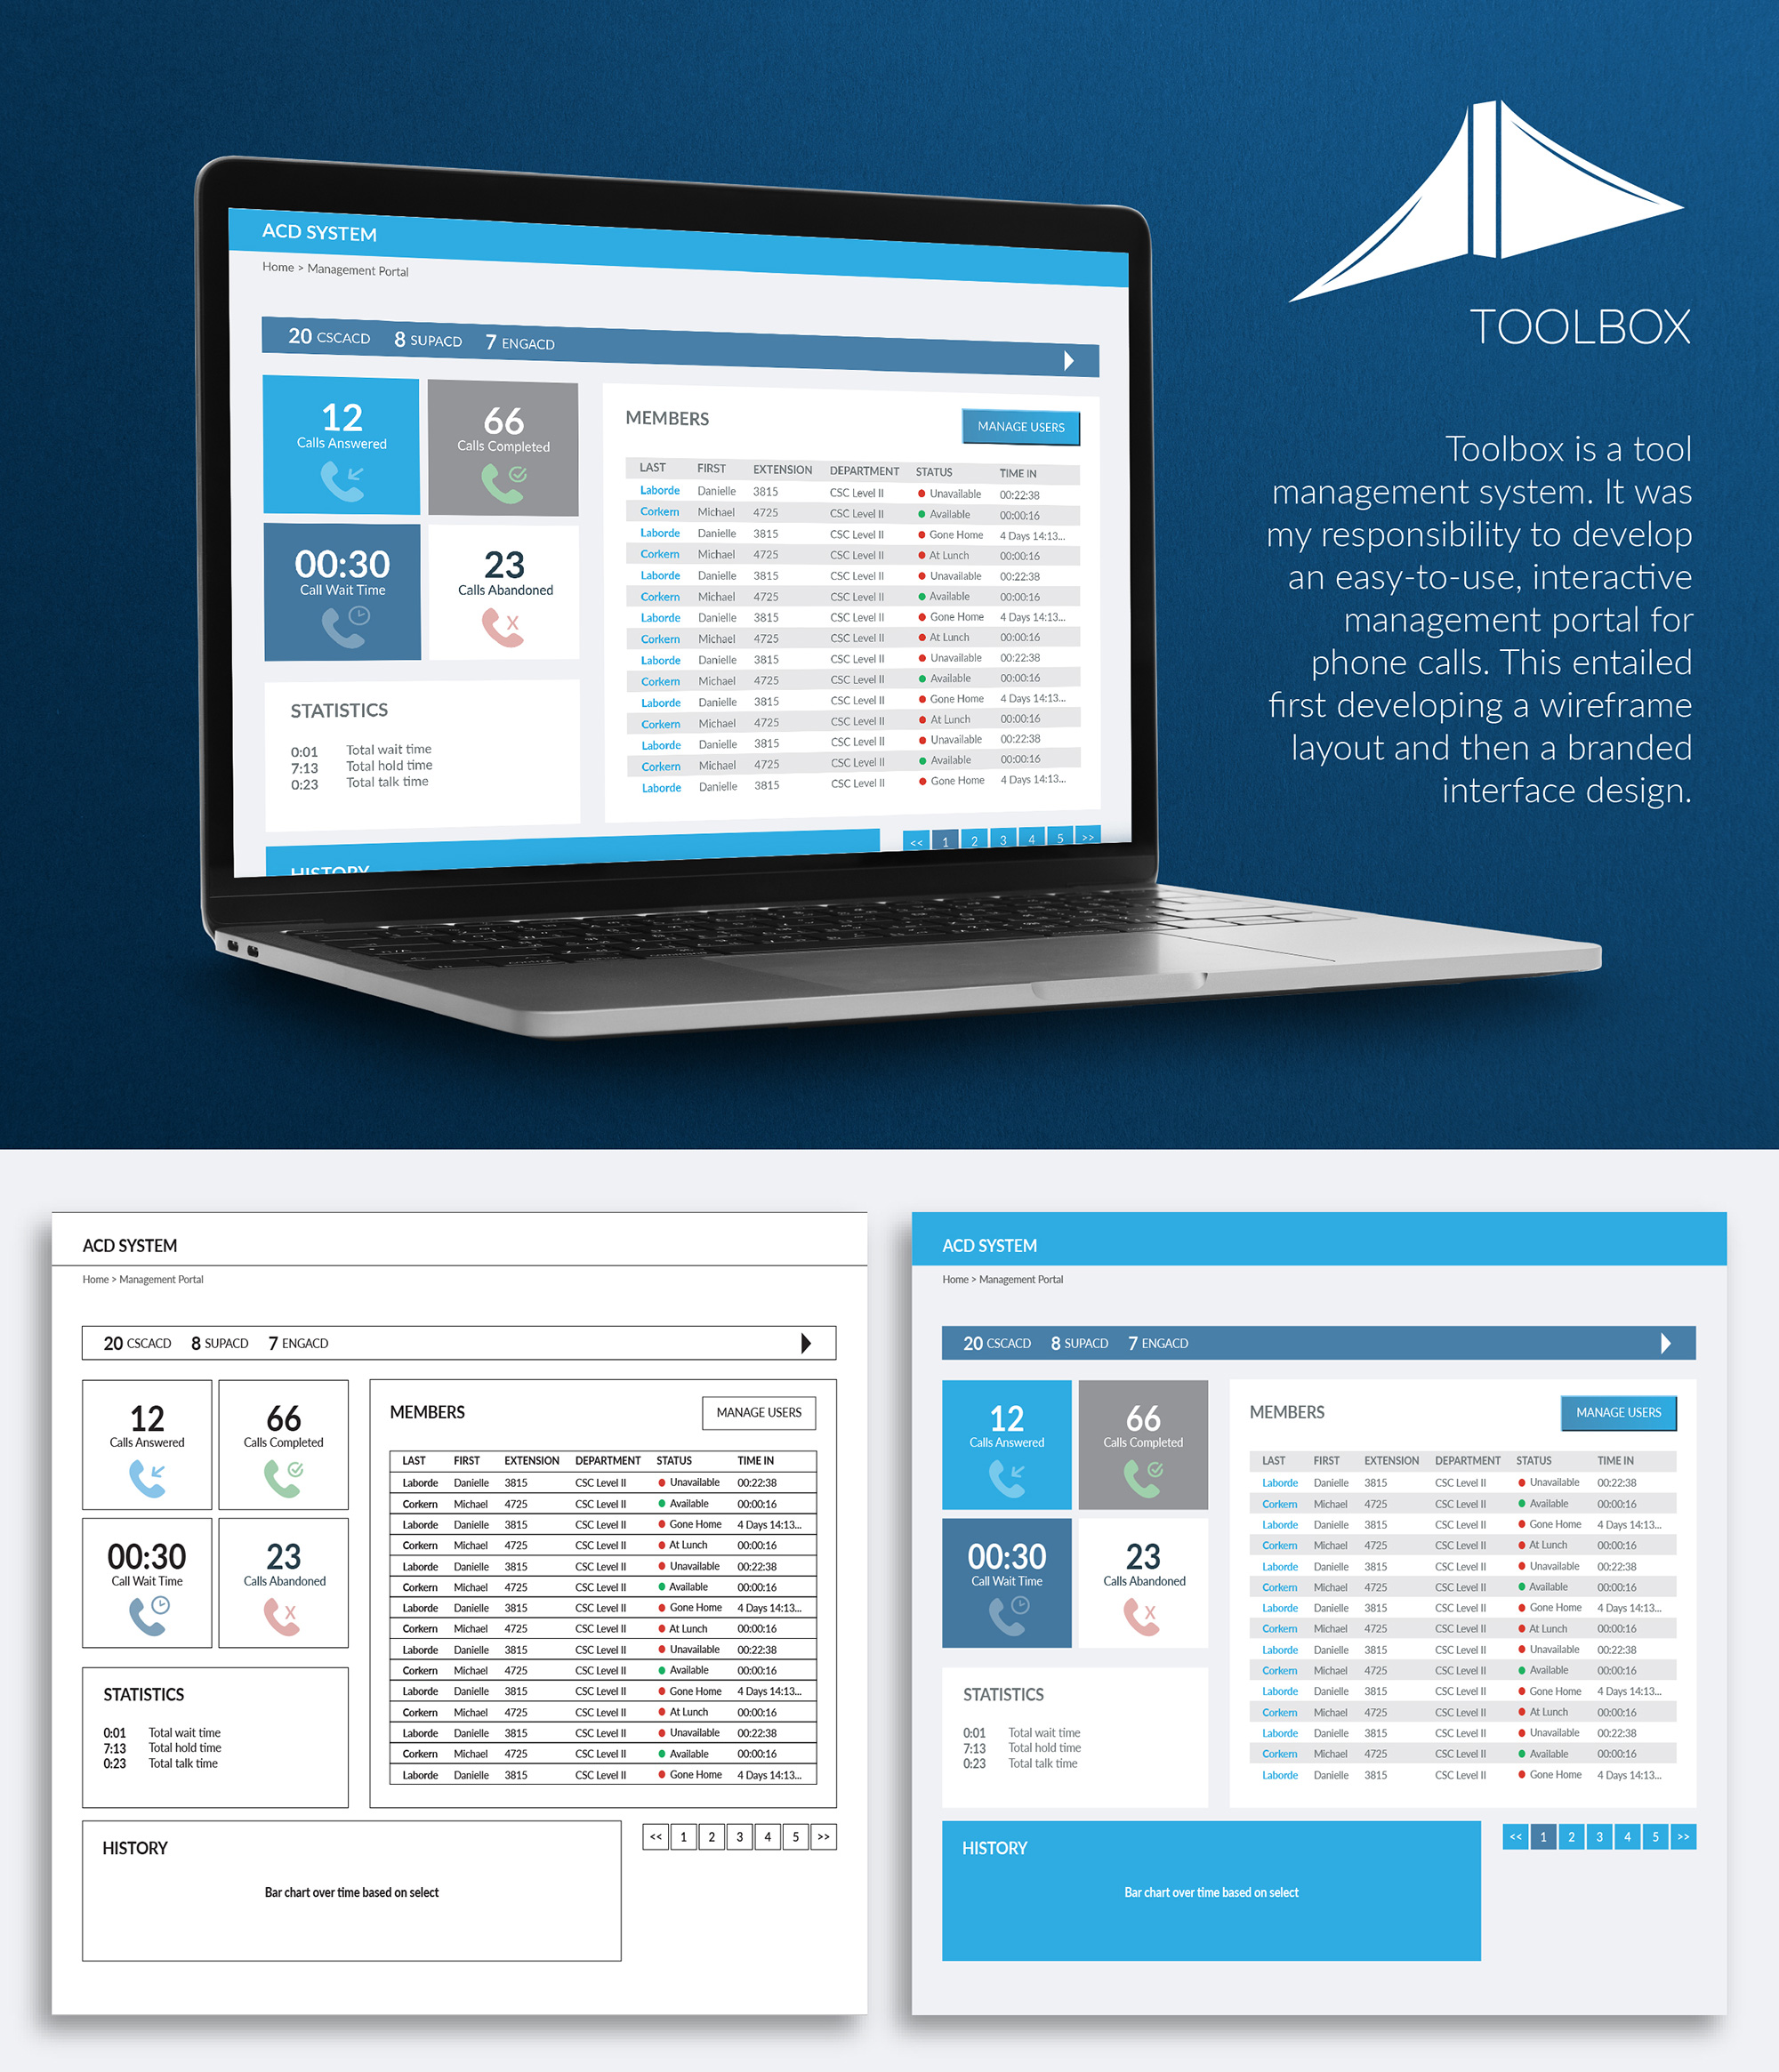 TOOLBOX
Toolbox is a tool
management system. It was
my responsibility to develop
an easy-to-use, interactive
management portal for
phone calls. This entailed
first developing a wireframe
layout and then a branded
interface design.
ACD SYSTEM
Home > Management Portal
20 CSCACD 8 SUPACD 7 ENGACD
12
Calls Answered
66
Calls Completed
00:30
Call Wait Time
23
Calls Abandoned
STATISTICS
0:01 Total wait time
7:13 Total hold time
0:23 Total talk time
MEMBERS
MANAGE USERS
LAST FIRST EXTENSION DEPARTMENT STATUS TIME IN
Laborde Danielle 3815 CSC Level II Unavailable 00:22:38
Corkern Michael 4725 CSC Level II Available 00:00:16
Laborde Danielle 3815 CSC Level II Gone Home 4 Days 14:13...
Corkern Michael 4725 CSC Level II At Lunch 00:00:16
Laborde Danielle 3815 CSC Level II Unavailable 00:22:38
Corkern Michael 4725 CSC Level II Available 00:00:16
Laborde Danielle 3815 CSC Level II Gone Home 4 Days 14:13...
Corkern Michael 4725 CSC Level II At Lunch 00:00:16
Laborde Danielle 3815 CSC Level II Unavailable 00:22:38
Corkern Michael 4725 CSC Level II Available 00:00:16
Laborde Danielle 3815 CSC Level II Gone Home 4 Days 14:13...
Corkern Michael 4725 CSC Level II At Lunch 00:00:16
Laborde Danielle 3815 CSC Level II Unavailable 00:22:38
Corkern Michael 4725 CSC Level II Available 00:00:16
Laborde Danielle 3815 CSC Level II Gone Home 4 Days 14:13...
HISTORY
<< 1 2 3 4 5 >>
ACD SYSTEM
Home > Management Portal
20 CSCACD 8 SUPACD 7 ENGACD
12
Calls Answered
66
Calls Completed
00:30
Call Wait Time
23
Calls Abandoned
STATISTICS
0:01 Total wait time
7:13 Total hold time
0:23 Total talk time
MEMBERS
MANAGE USERS
LAST FIRST EXTENSION DEPARTMENT STATUS TIME IN
Laborde Danielle 3815 CSC Level II Unavailable 00:22:38
Corkern Michael 4725 CSC Level II Available 00:00:16
Laborde Danielle 3815 CSC Level II Gone Home 4 Days 14:13...
Corkern Michael 4725 CSC Level II At Lunch 00:00:16
Laborde Danielle 3815 CSC Level II Unavailable 00:22:38
Corkern Michael 4725 CSC Level II Available 00:00:16
Laborde Danielle 3815 CSC Level II Gone Home 4 Days 14:13...
Corkern Michael 4725 CSC Level II At Lunch 00:00:16
Laborde Danielle 3815 CSC Level II Unavailable 00:22:38
Corkern Michael 4725 CSC Level II Available 00:00:16
Laborde Danielle 3815 CSC Level II Gone Home 4 Days 14:13...
Corkern Michael 4725 CSC Level II At Lunch 00:00:16
Laborde Danielle 3815 CSC Level II Unavailable 00:22:38
Corkern Michael 4725 CSC Level II Available 00:00:16
Laborde Danielle 3815 CSC Level II Gone Home 4 Days 14:13...
HISTORY
Bar chart over time based on select
<< 1 2 3 4 5 >>
ACD SYSTEM
Home > Management Portal
20 CSCACD 8 SUPACD 7 ENGACD
12
Calls Answered
66
Calls Completed
00:30
Call Wait Time
23
Calls Abandoned
STATISTICS
0:01 Total wait time
7:13 Total hold time
0:23 Total talk time
MEMBERS
MANAGE USERS
LAST FIRST EXTENSION DEPARTMENT STATUS TIME IN
Laborde Danielle 3815 CSC Level II Unavailable 00:22:38
Corkern Michael 4725 CSC Level II Available 00:00:16
Laborde Danielle 3815 CSC Level II Gone Home 4 Days 14:13...
Corkern Michael 4725 CSC Level II At Lunch 00:00:16
Laborde Danielle 3815 CSC Level II Unavailable 00:22:38
Corkern Michael 4725 CSC Level II Available 00:00:16
Laborde Danielle 3815 CSC Level II Gone Home 4 Days 14:13...
Corkern Michael 4725 CSC Level II At Lunch 00:00:16
Laborde Danielle 3815 CSC Level II Unavailable 00:22:38
Corkern Michael 4725 CSC Level II Available 00:00:16
Laborde Danielle 3815 CSC Level II Gone Home 4 Days 14:13...
Corkern Michael 4725 CSC Level II At Lunch 00:00:16
Laborde Danielle 3815 CSC Level II Unavailable 00:22:38
Corkern Michael 4725 CSC Level II Available 00:00:16
Laborde Danielle 3815 CSC Level II Gone Home 4 Days 14:13...
HISTORY
Bar chart over time based on select
<< 1 2 3 4 5 >>